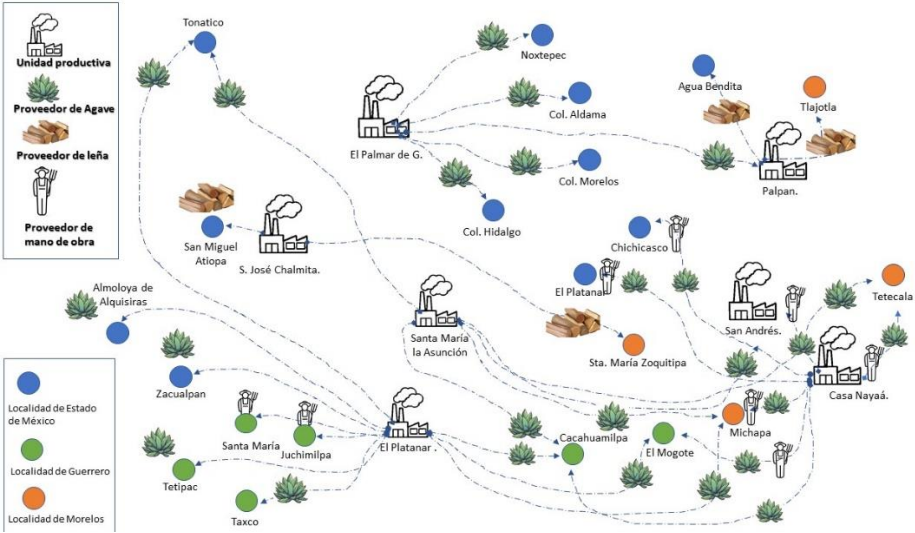 Unidad productiva
Proveedor de Agave
Proveedor de leña
Proveedor de
mano de obra
Tonatico
Noxtepec
Col. Aldama
El Palmar de G.
Col. Morelos
Col. Hidalgo
Agua Bendita
Tlajotla
Palpan.
San Miguel
Atiopa
S. José Chalmita.
Chichicasco
El Platanar
San Andrés.
Tetecala
Almoloya de
Alquisiras
Santa María
la Asunción
Sta. María Zoquitipa
Casa Nayaá.
Zacualpan
Santa María
Juchimilpa
El Platanar .
Cacahuamilpa
El Mogote
Michapa
Tetipac
Taxco
Localidad de Estado
de México
Localidad de Guerrero
Localidad de Morelos